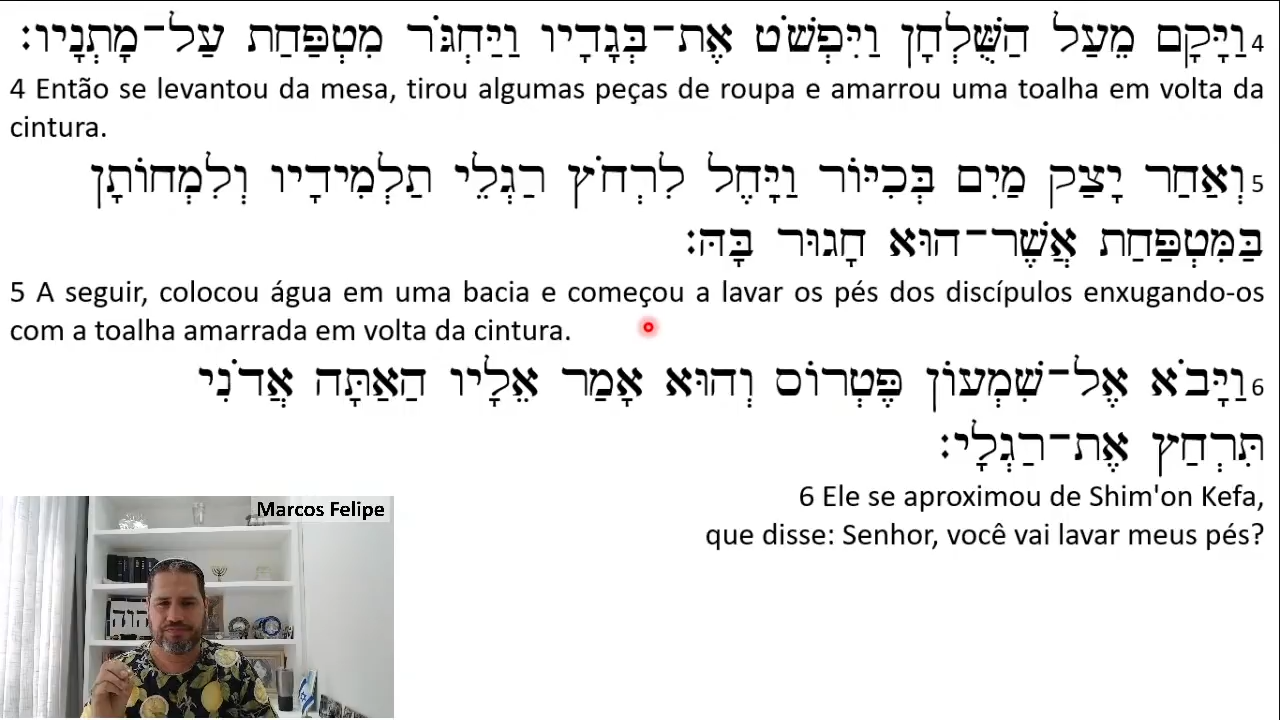 4 וַיָּקָם מֵעַל הַשֻּׁלְחָן וַיִּפְשֹׁט אֶת־בְּגָדָיו וַיַּחְגֹּר מִטְפַּחַת עַל־מָתְנָיו׃
4 Então se levantou da mesa, tirou algumas peças de roupa e amarrou uma toalha em volta da
cintura.
5 וְאַחַר יָצַק מַיִם בְּכִיּוֹר וַיָּחֶל לִרְחֹץ רַגְלֵי תַלְמִידָיו וְלִמְחוֹתָן
בַּמִּטְפַּחַת אֲשֶׁר־הוּא חָגוּר בָּהּ׃
5 A seguir, colocou água em uma bacia e começou a lavar os pés dos discípulos enxugando-os
com a toalha amarrada em volta da cintura.
6 וַיָּבֹא אֶל־שִׁמְעוֹן פֶּטְרוֹס וְהוּא אָמַר אֵלָיו הַאַתָּה אֲדֹנִי
תִּרְחַץ אֶת־רַגְלָי׃
6 Ele se aproximou de Shim'on Kefa,
que disse: Senhor, você vai lavar meus pés?
Marcos Felipe
יהוה